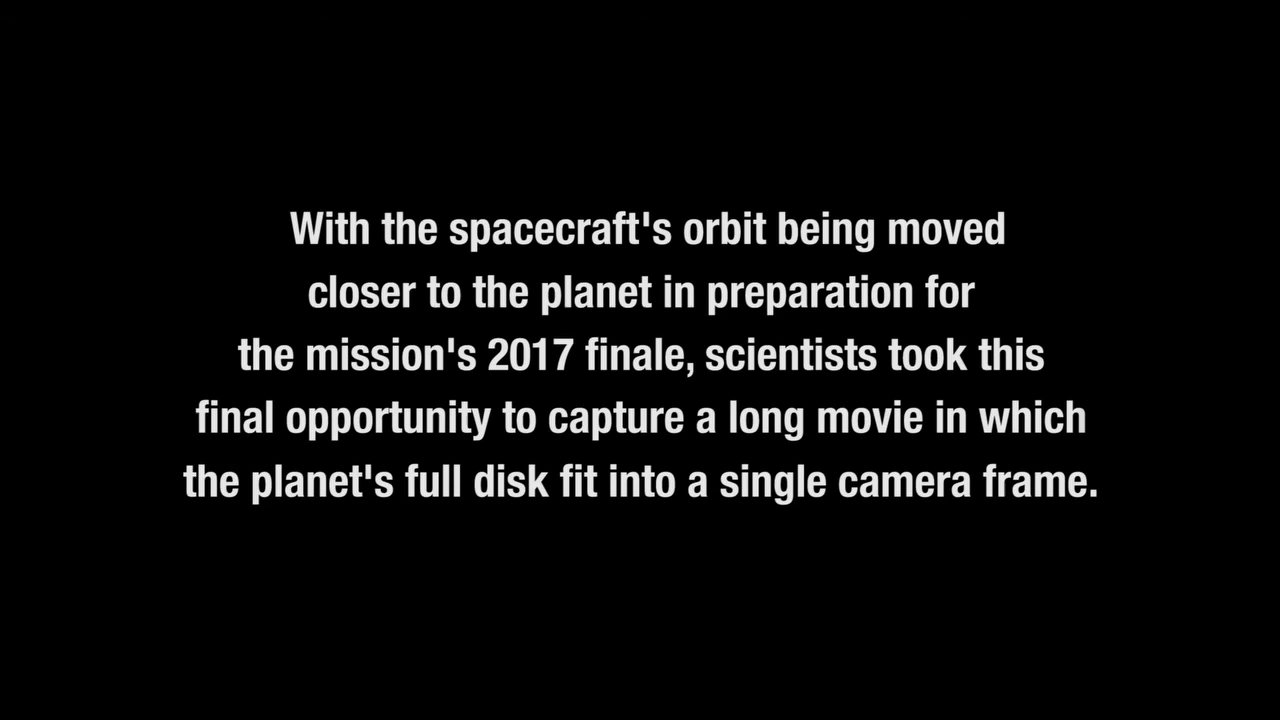 With the spacecraft's orbit being moved
closer to the planet in preparation for
the mission's 2017 finale, scientists took this
final opportunity to capture a long movie in which
the planet's full disk fit into a single camera frame.